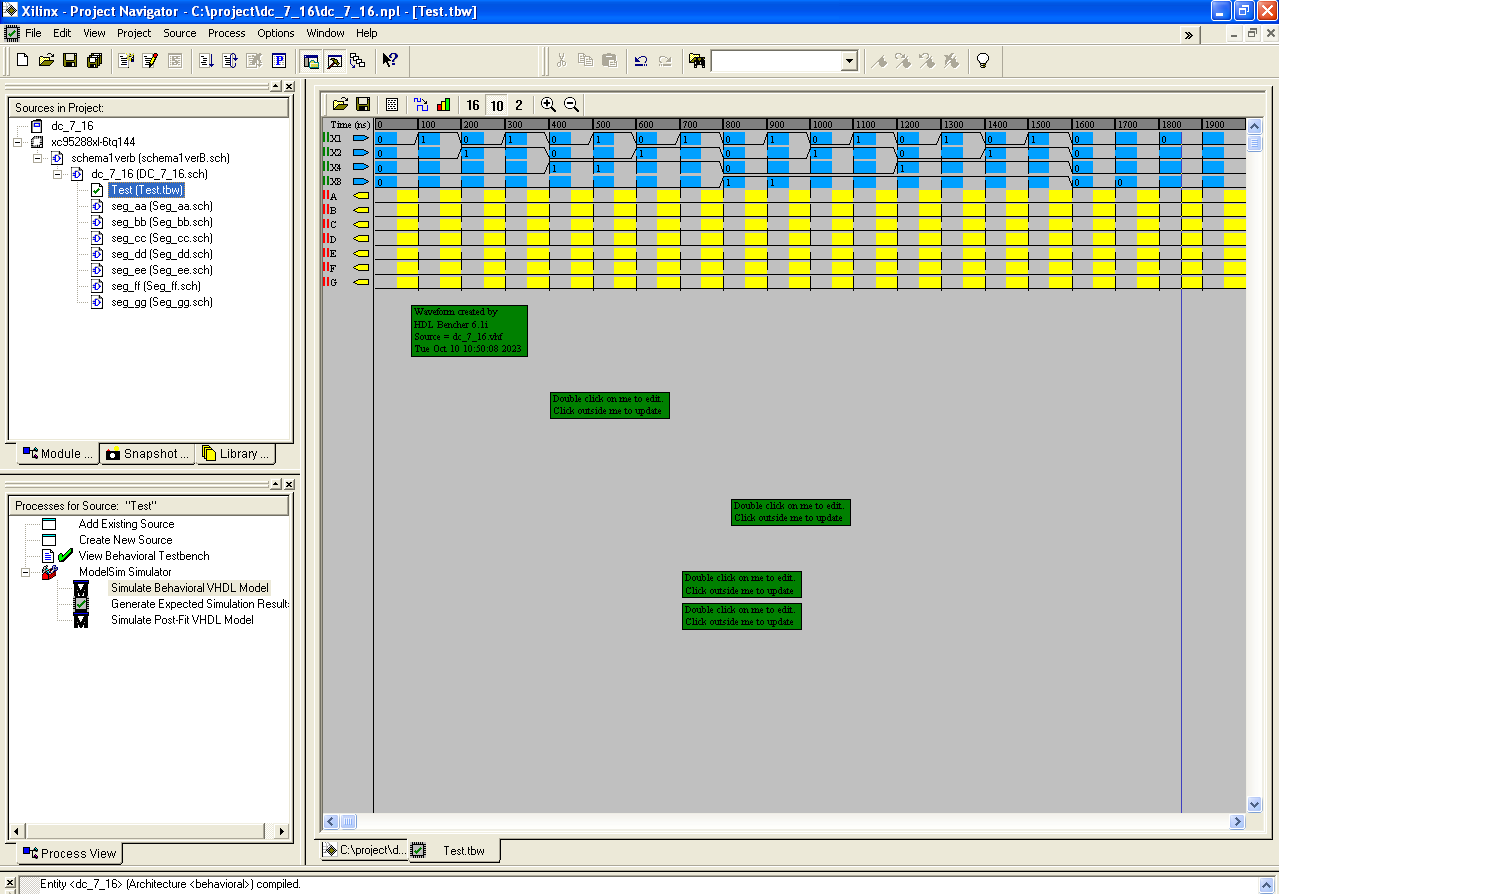 Xilinx - Project Navigator - C:\project\dc_7_16\dc_7_16.npl - [Test.tbw]
File Edit View Project Source Process Options Window Help
»
16 10 2
Sources in Project:
dc_7_16
xc95288xl-6tq144
schema1verb (schema1verB.sch)
dc_7_16 (DC_7_16.sch)
Test (Test.tbw)
seg_aa (Seg_aa.sch)
seg_bb (Seg_bb.sch)
seg_cc (Seg_cc.sch)
seg_dd (Seg_dd.sch)
seg_ee (Seg_ee.sch)
seg_ff (Seg_ff.sch)
seg_gg (Seg_gg.sch)
Module ... Snapshot ... Library ...
Processes for Source: "Test"
Add Existing Source
Create New Source
View Behavioral Testbench
ModelSim Simulator
Simulate Behavioral VHDL Model
Generate Expected Simulation Result:
Simulate Post-Fit VHDL Model
Process View
Time (ns) 0 100 200 300 400 500 600 700 800 900 1000 1100 1200 1300 1400 1500 1600 1700 1800 1900
X1 0 1 0 1 0 1 0 1 0 1 0 1 0 1 0 1 0 1 0
X2 0 1 0 1 0 1 0 1 0
X4 0 1 1 0 1 0
X3 0 1 1 0 0
A
B
C
D
E
F
G
Waveform created by
HDL Bencher 6.1i
Source = dc_7_16.vhf
Tue Oct 10 10:50:08 2023
Double click on me to edit.
Click outside me to update
Double click on me to edit.
Click outside me to update
Double click on me to edit.
Click outside me to update
Double click on me to edit.
Click outside me to update
C:\project\d... Test.tbw
Entity <dc_7_16> (Architecture <behavioral>) compiled.